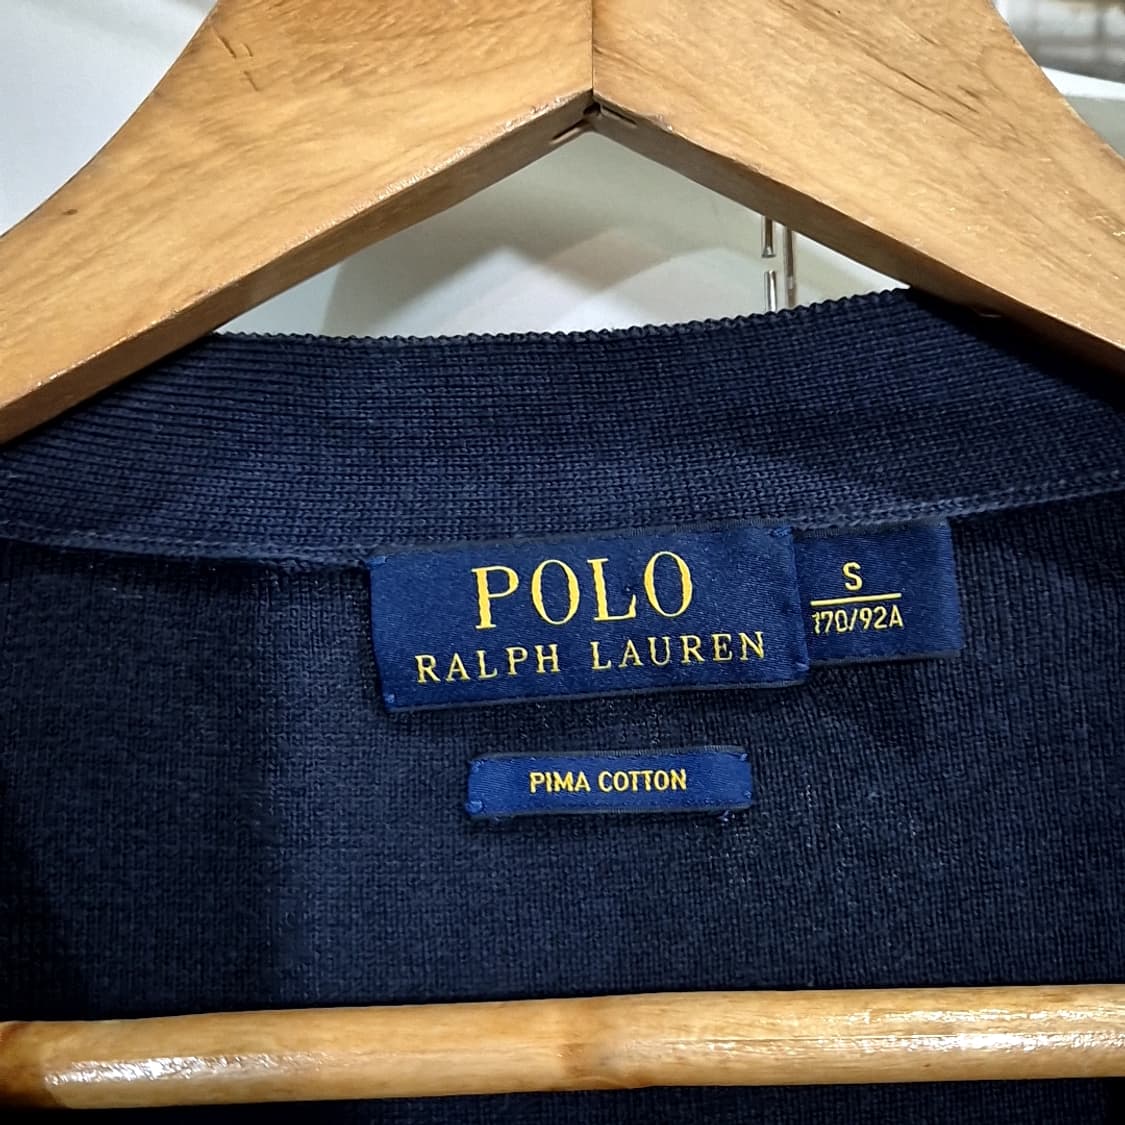 POLO
RALPH LAUREN
S
170/92A
PIMA COTTON